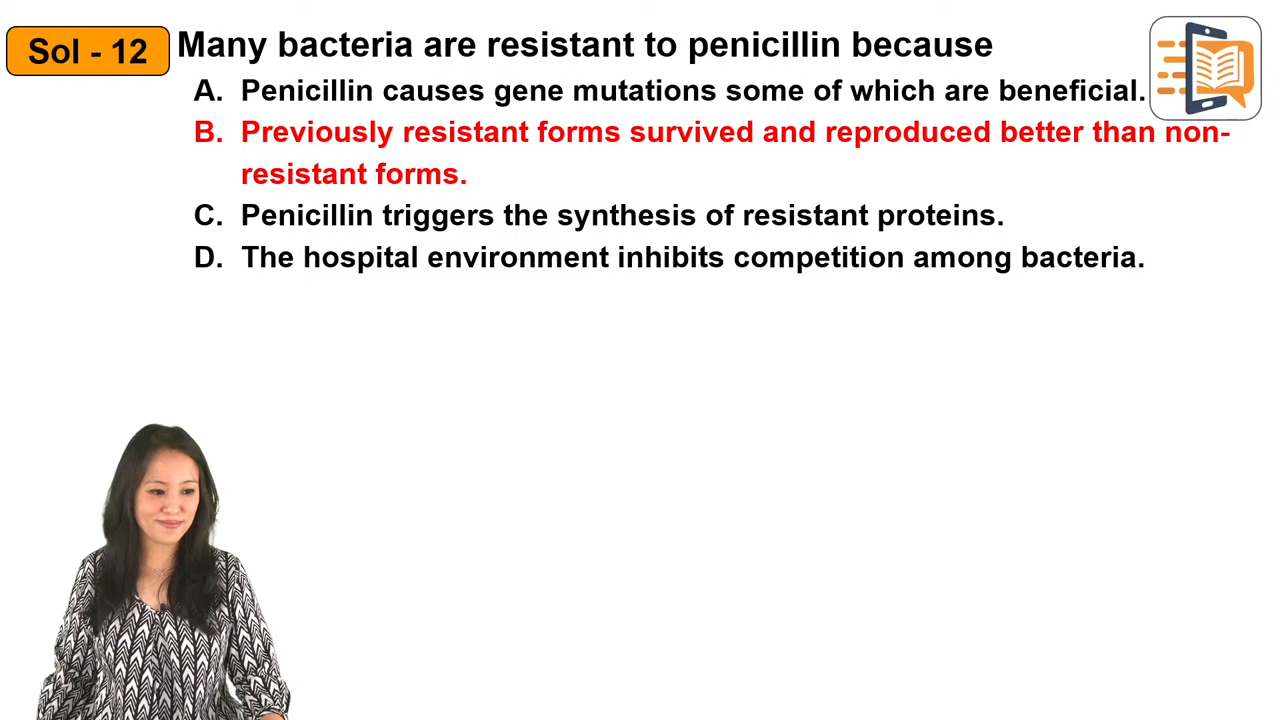 Sol - 12
Many bacteria are resistant to penicillin because
A. Penicillin causes gene mutations some of which are beneficial.
B. Previously resistant forms survived and reproduced better than non-
resistant forms.
C. Penicillin triggers the synthesis of resistant proteins.
D. The hospital environment inhibits competition among bacteria.